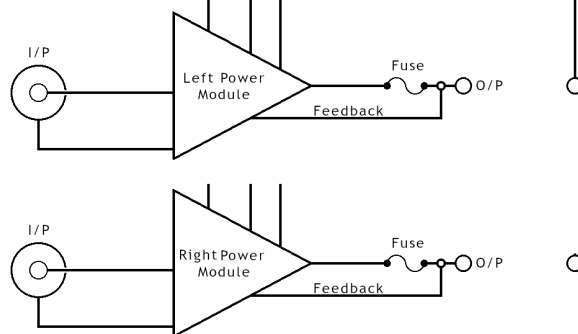 I/P
Fuse
Left Power
Module
O/P
Feedback
I/P
Fuse
Right Power
Module
O/P
Feedback